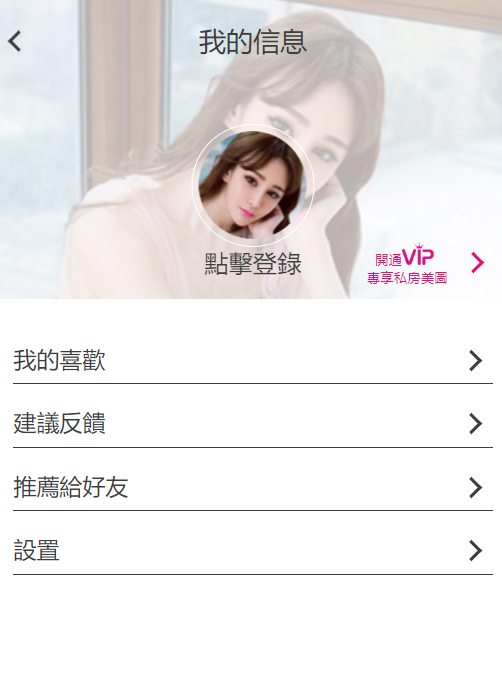 我的信息
點擊登錄
開通VIP
專享私房美圖
我的喜歡
建議反饋
推薦給好友
設置